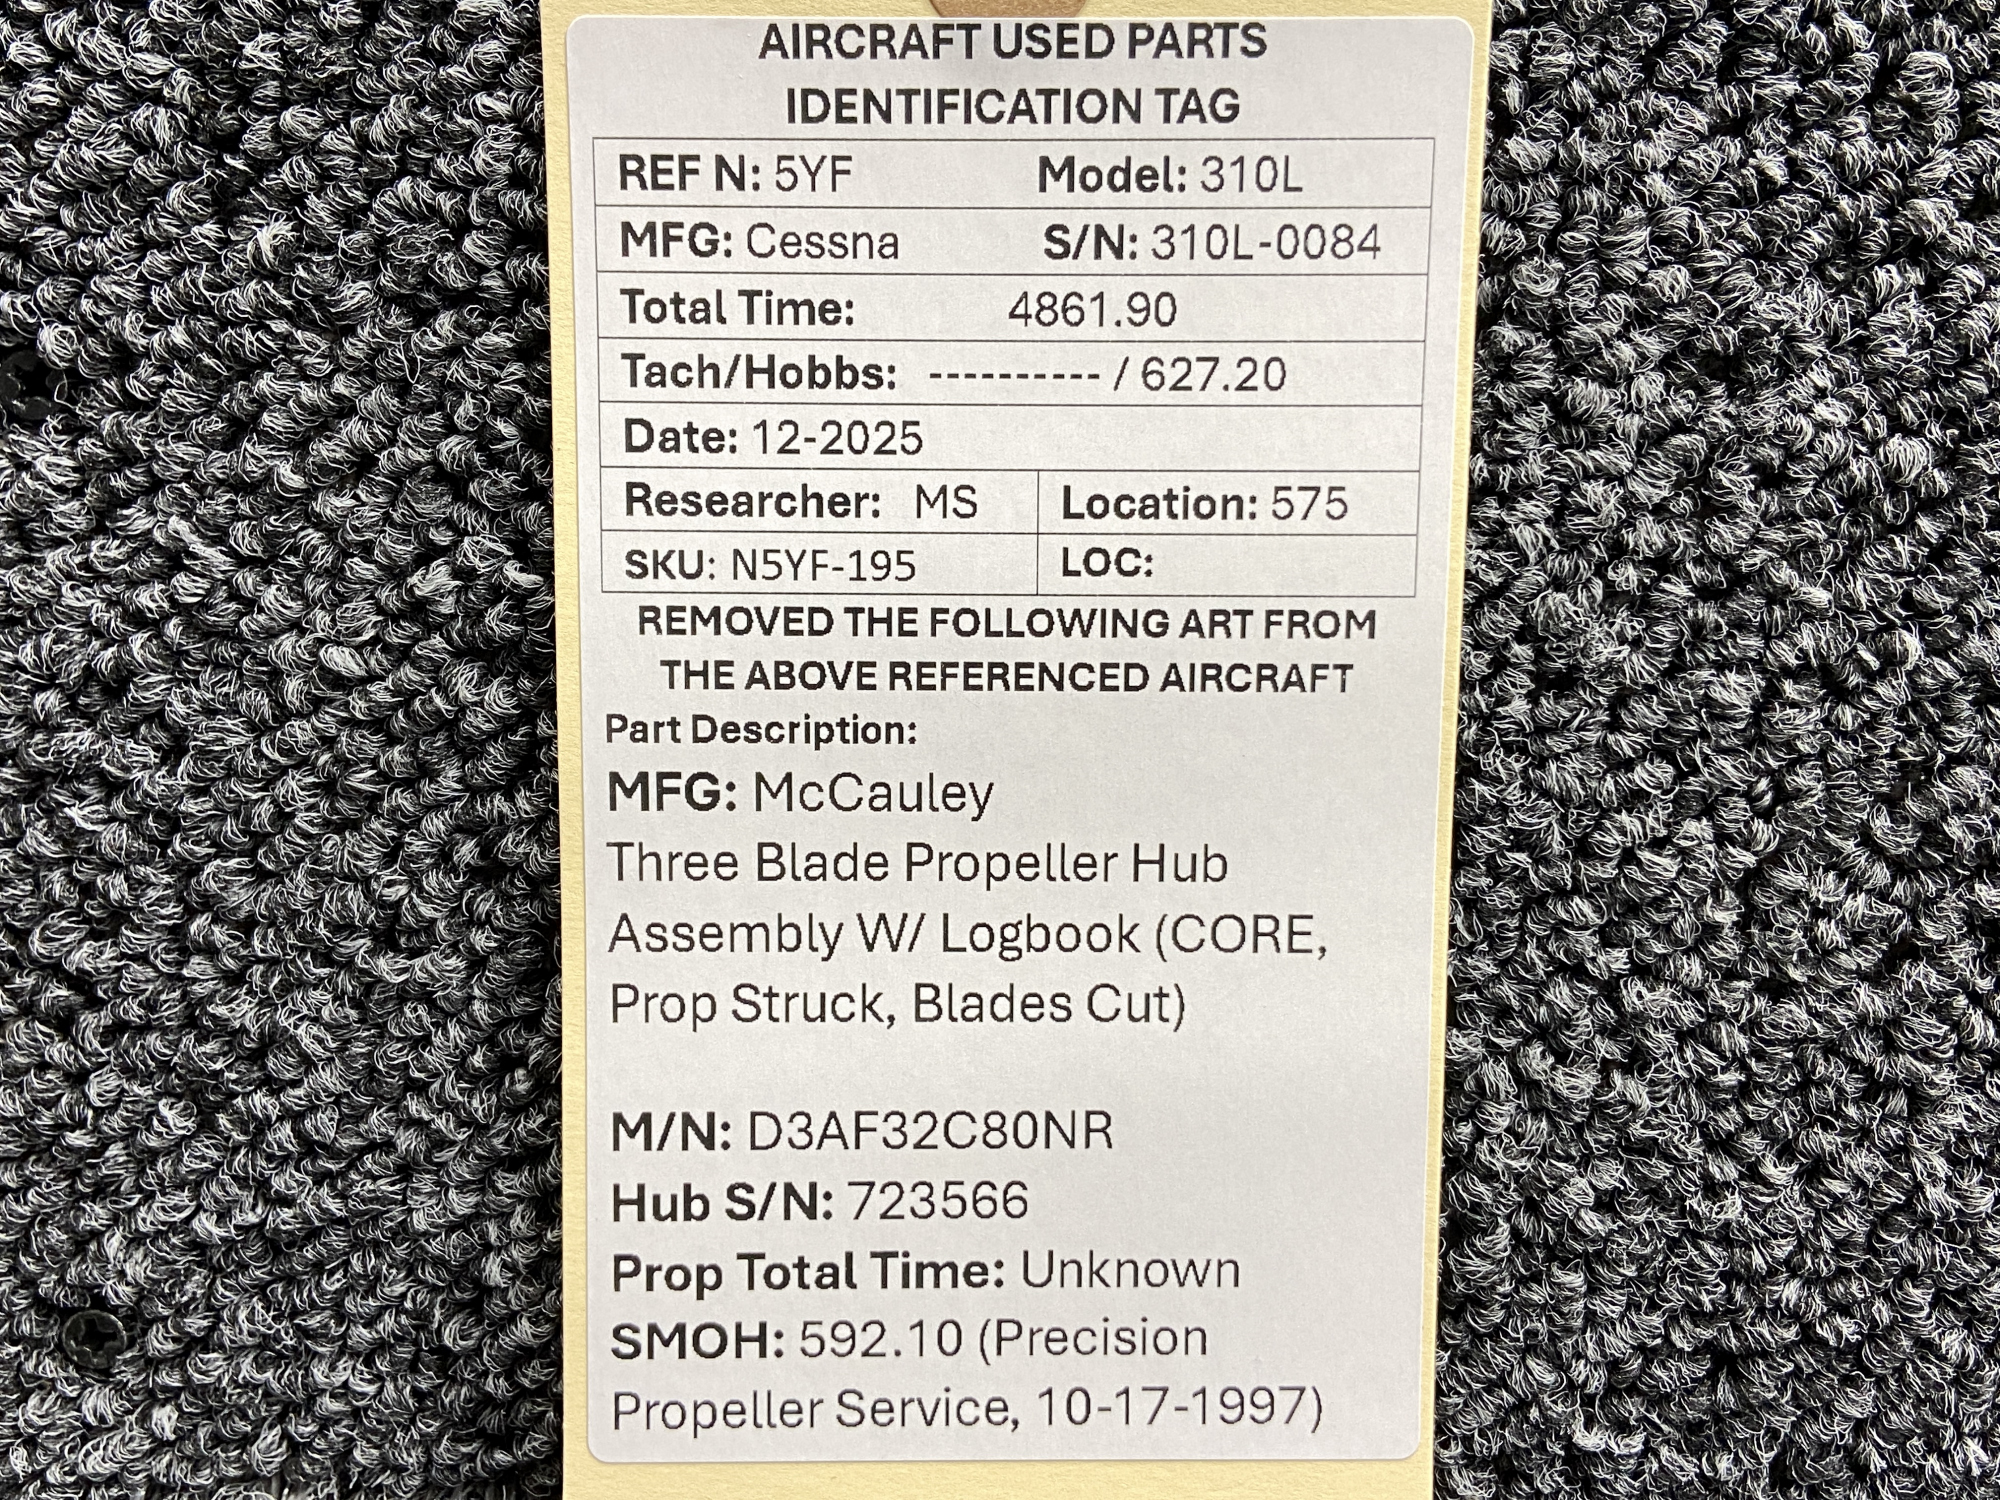 AIRCRAFT USED PARTS
IDENTIFICATION TAG
REF N: 5YF Model: 310L
MFG: Cessna S/N: 310L-0084
Total Time: 4861.90
Tach/Hobbs: ---------- / 627.20
Date: 12-2025
Researcher: MS Location: 575
SKU: N5YF-195 LOC:
REMOVED THE FOLLOWING ART FROM
THE ABOVE REFERENCED AIRCRAFT
Part Description:
MFG: McCauley
Three Blade Propeller Hub
Assembly W/ Logbook (CORE,
Prop Struck, Blades Cut)
M/N: D3AF32C80NR
Hub S/N: 723566
Prop Total Time: Unknown
SMOH: 592.10 (Precision
Propeller Service, 10-17-1997)